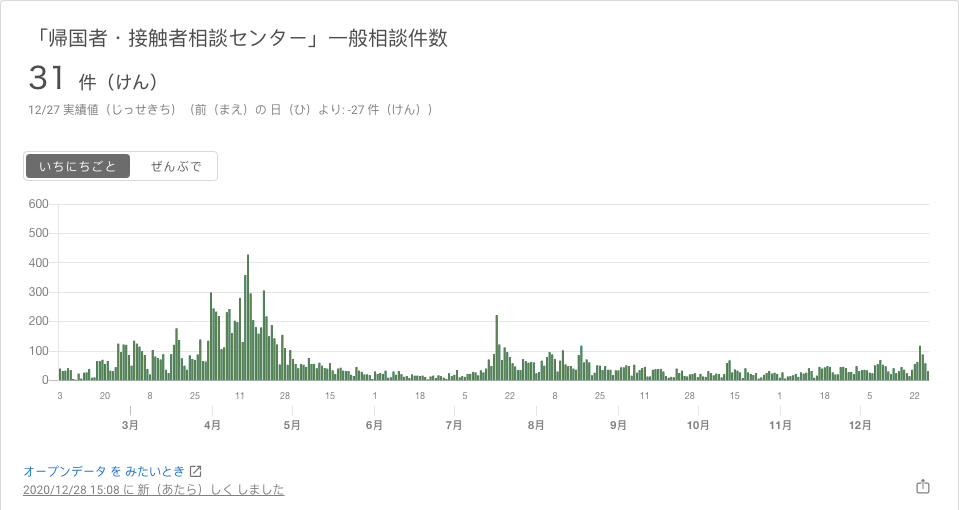 「帰国者・接触者相談センター」一般相談件数
31 件（けん）
12/27 実績値（じっせきち）（前（まえ）の 日（ひ）より: -27 件（けん））
いちにちごと ぜんぶで
600
500
400
300
200
100
0
3 20 8 25 11 28 15 1 18 5 22 8 25 11 28 15 1 18 5 22
3月 4月 5月 6月 7月 8月 9月 10月 11月 12月
オープンデータ を みたいとき
2020/12/28 15:08 に 新（あたら）しく しました